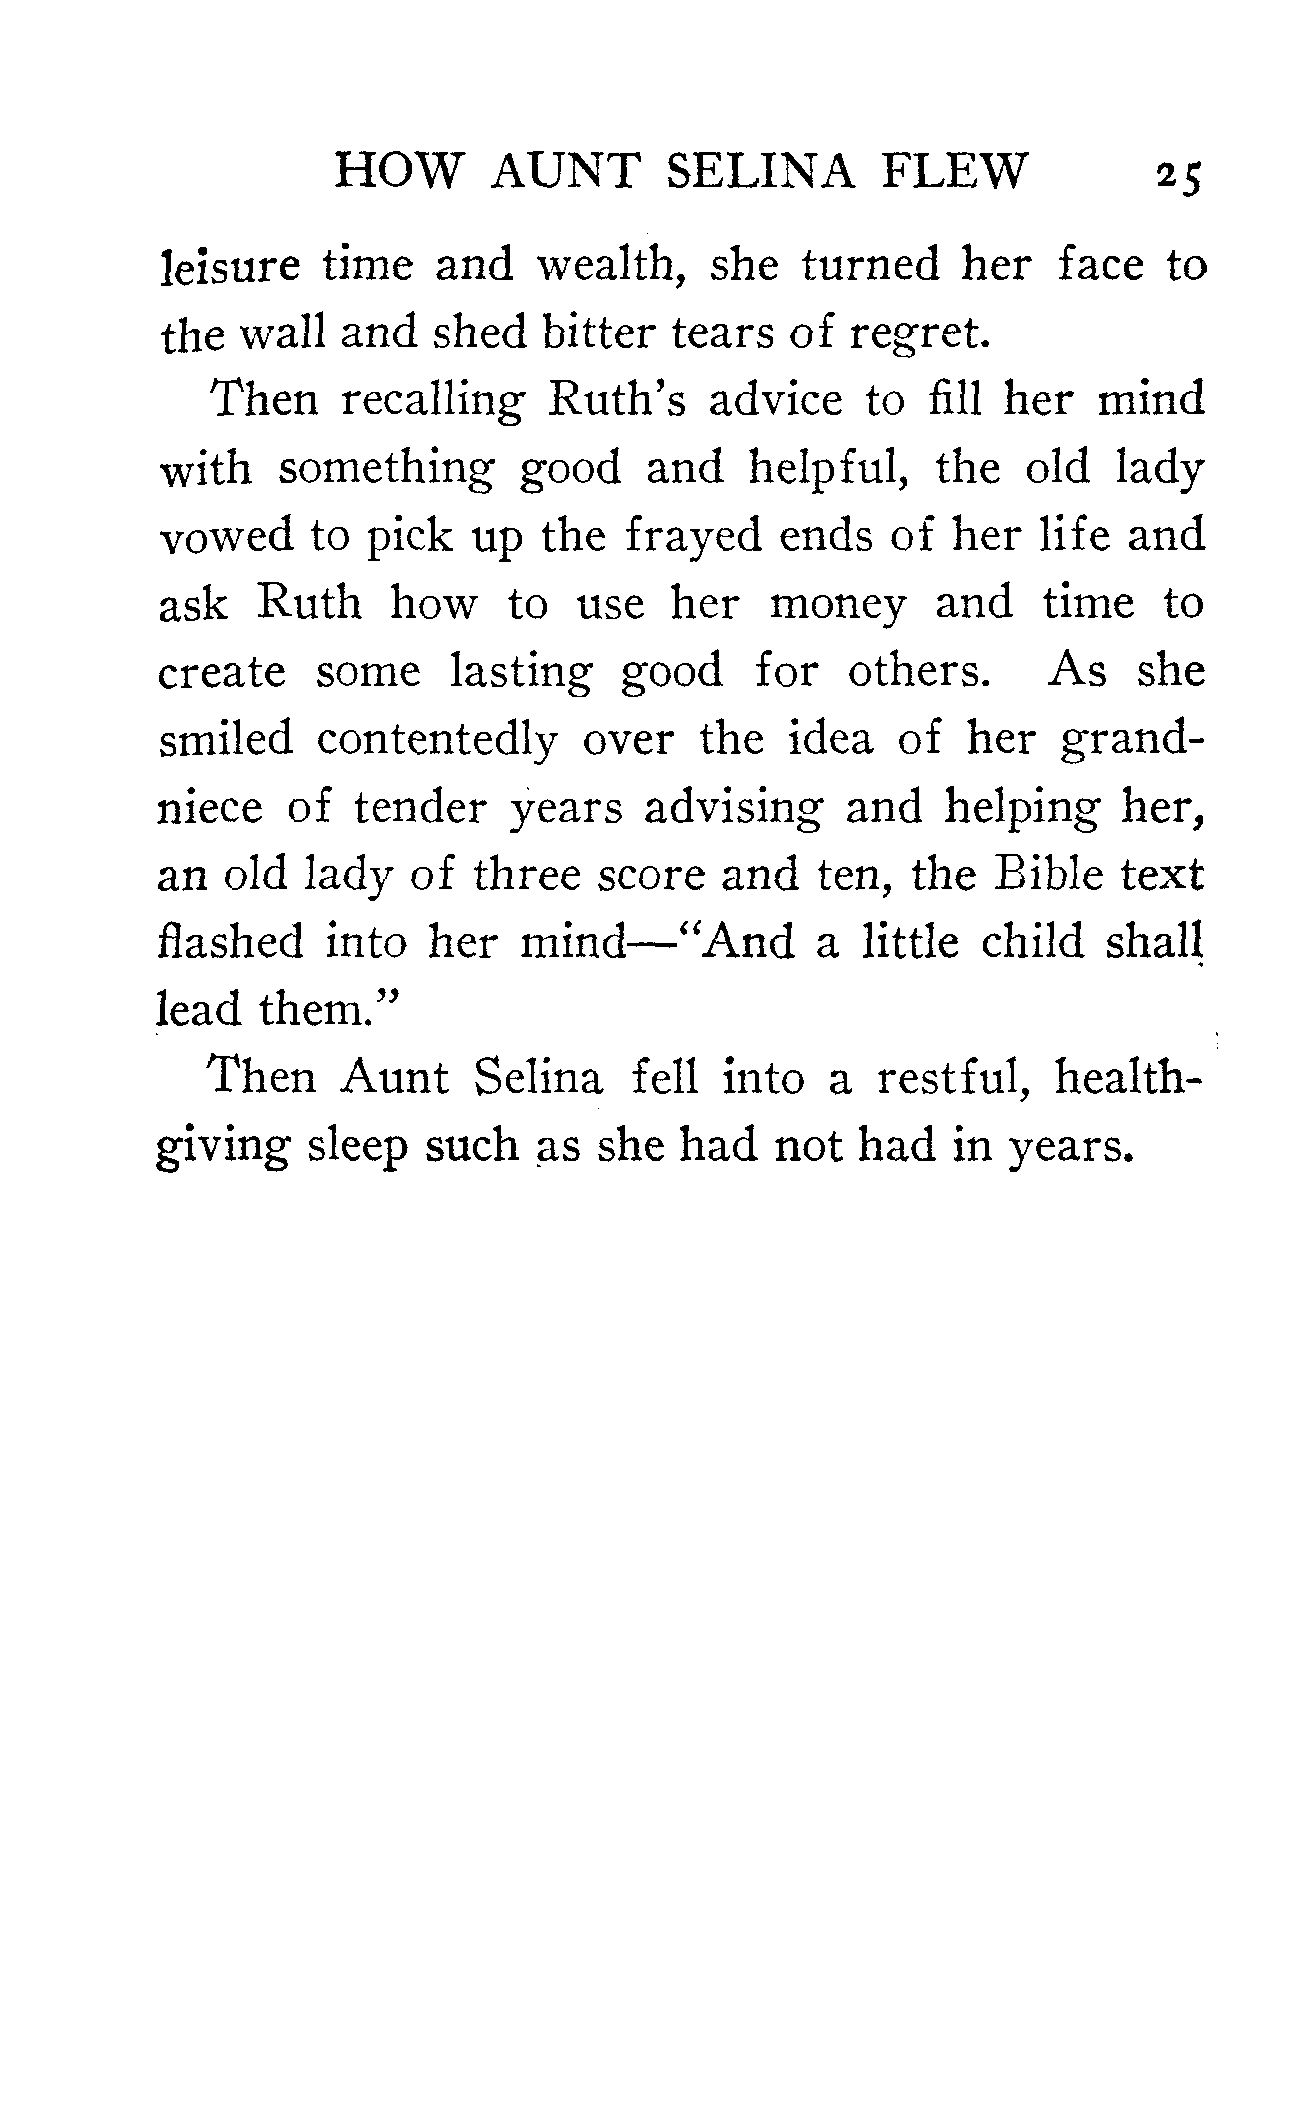 HOW AUNT SELINA FLEW 25
leisure time and wealth, she turned her face to
the wall and shed bitter tears of regret.
Then recalling Ruth's advice to fill her mind
with something good and helpful, the old lady
vowed to pick up the frayed ends of her life and
ask Ruth how to use her money and time to
create some lasting good for others. As she
smiled contentedly over the idea of her grand-
niece of tender years advising and helping her,
an old lady of three score and ten, the Bible text
flashed into her mind—“And a little child shall
lead them.”
Then Aunt Selina fell into a restful, health-
giving sleep such as she had not had in years.